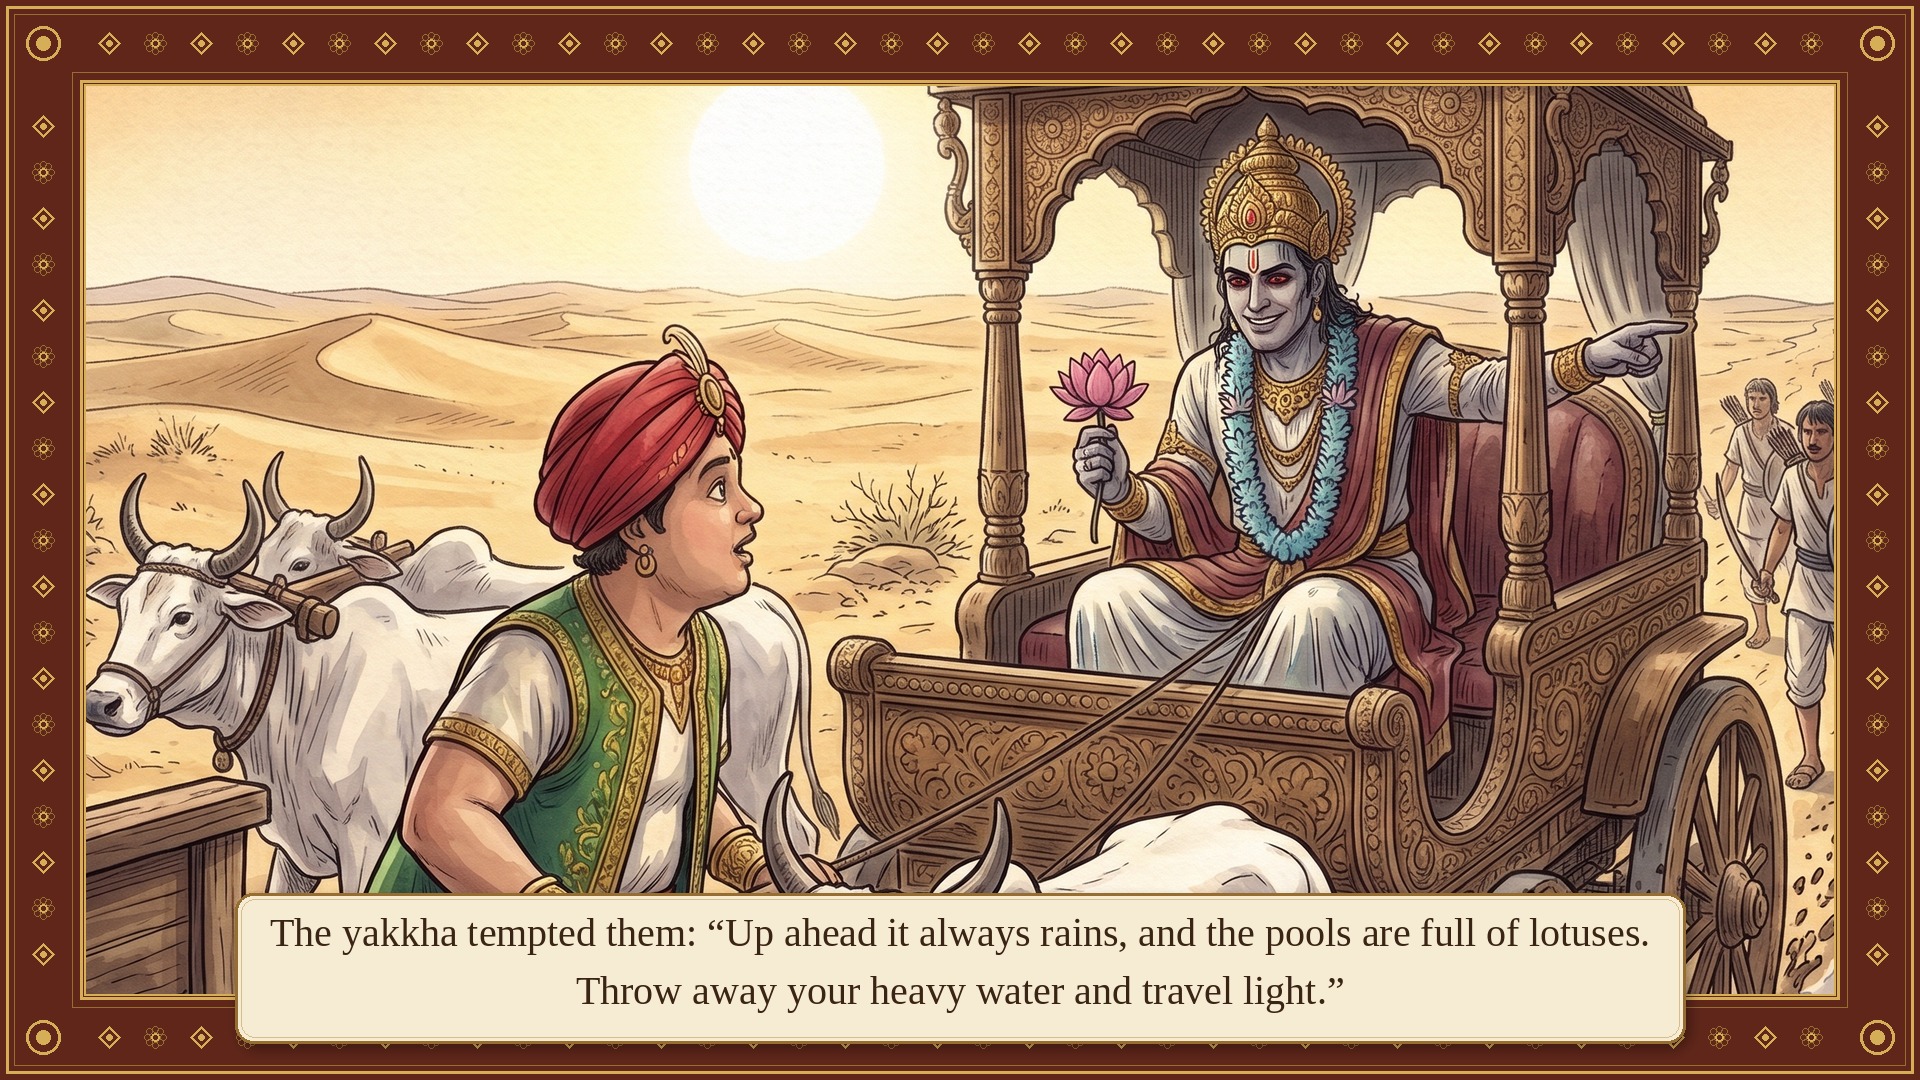 The yakkha tempted them: “Up ahead it always rains, and the pools are full of lotuses.
Throw away your heavy water and travel light.”